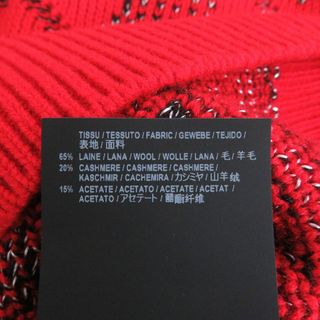 TISSU / TESSUTO / FABRIC / GEWEBE / TEJIDO /
表地 / 面料
65% LAINE / LANA / WOOL / WOLLE / LANA / 毛 / 羊毛
20% CASHMERE / CASHMERE / CASHMERE /
KASCHMIR / CACHEMIRA / カシミヤ / 山羊绒
15% ACETATE / ACETATO / ACETATE / ACETAT /
ACETATO / アセテート / 醋酯纤维